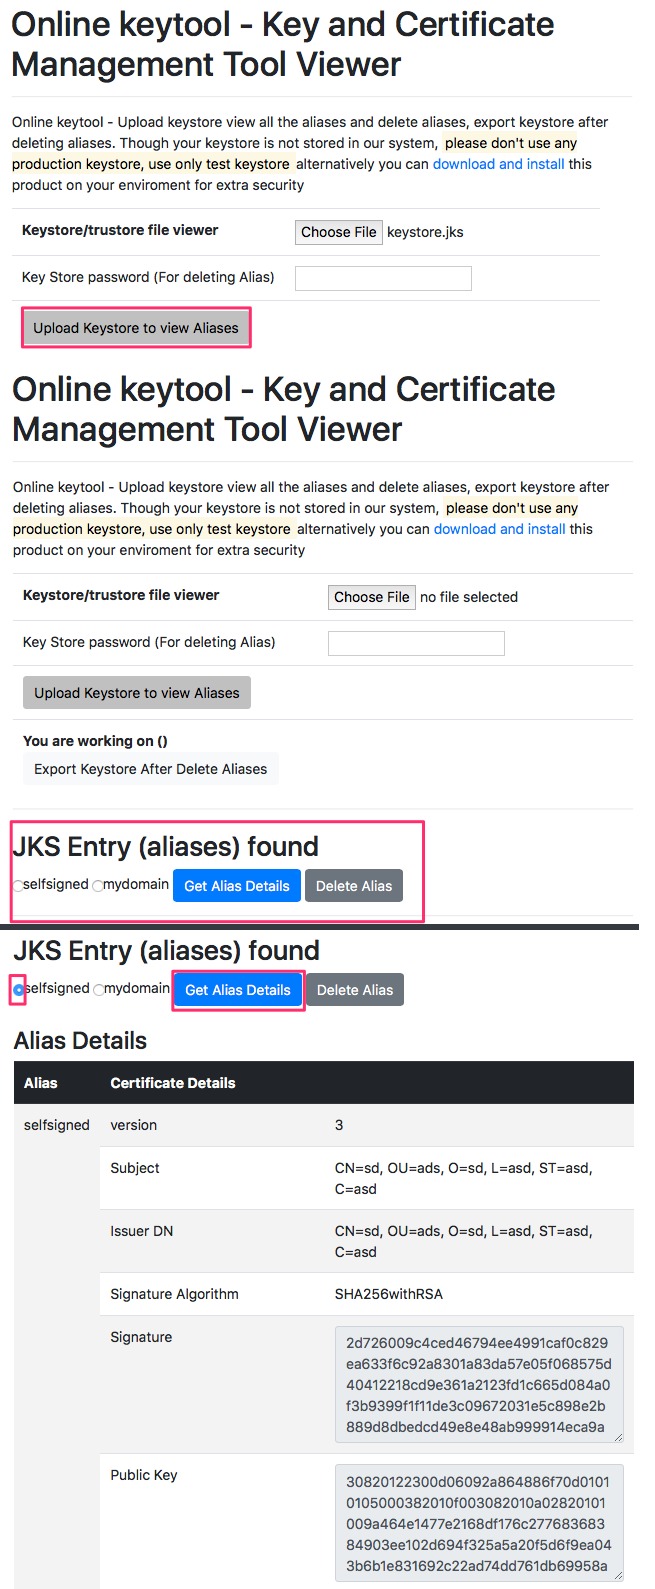 Online keytool - Key and Certificate
Management Tool Viewer
Online keytool - Upload keystore view all the aliases and delete aliases, export keystore after
deleting aliases. Though your keystore is not stored in our system, please don't use any
production keystore, use only test keystore alternatively you can download and install this
product on your enviroment for extra security
Keystore/trustore file viewer Choose File keystore.jks
Key Store password (For deleting Alias)
Upload Keystore to view Aliases
Online keytool - Key and Certificate
Management Tool Viewer
Online keytool - Upload keystore view all the aliases and delete aliases, export keystore after
deleting aliases. Though your keystore is not stored in our system, please don't use any
production keystore, use only test keystore alternatively you can download and install this
product on your enviroment for extra security
Keystore/trustore file viewer Choose File no file selected
Key Store password (For deleting Alias)
Upload Keystore to view Aliases
You are working on ()
Export Keystore After Delete Aliases
JKS Entry (aliases) found
selfsigned mydomain Get Alias Details Delete Alias
JKS Entry (aliases) found
selfsigned mydomain Get Alias Details Delete Alias
Alias Details
Alias Certificate Details
selfsigned version 3
Subject CN=sd, OU=ads, O=sd, L=asd, ST=asd,
C=asd
Issuer DN CN=sd, OU=ads, O=sd, L=asd, ST=asd,
C=asd
Signature Algorithm SHA256withRSA
Signature 2d726009c4ced46794ee4991caf0c829
ea633f6c92a8301a83da57e05f068575d
40412218cd9e361a2123fd1c665d084a0
f3b9399f1f11de3c09672031e5c898e2b
889d8dbedcd49e8e48ab999914eca9a
Public Key 30820122300d06092a864886f70d0101
0105000382010f003082010a02820101
009a464e1477e2168df176c277683683
84903ee102d694f325a5a20f5d6f9ea04
3b6b1e831692c22ad74dd761db69958a